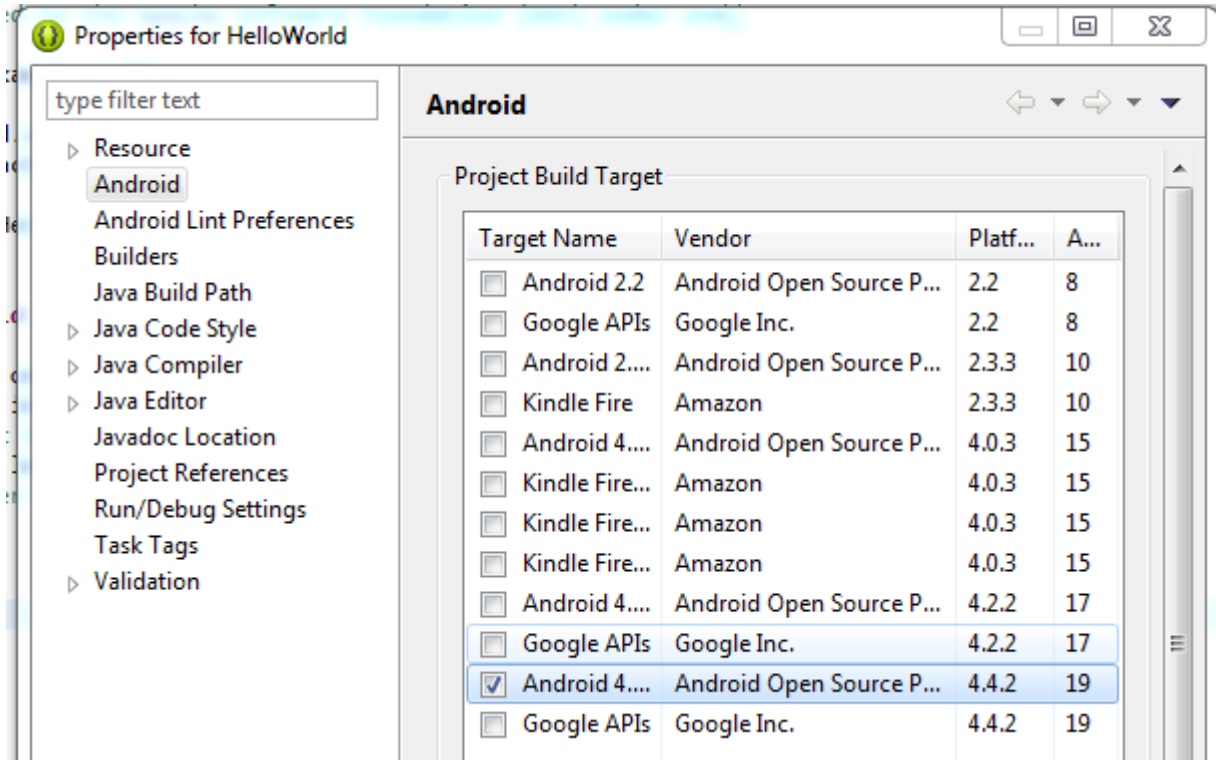 Properties for HelloWorld
type filter text
Resource
Android
Android Lint Preferences
Builders
Java Build Path
Java Code Style
Java Compiler
Java Editor
Javadoc Location
Project References
Run/Debug Settings
Task Tags
Validation
Android
Project Build Target
Target Name Vendor Platf... A...
Android 2.2 Android Open Source P... 2.2 8
Google APIs Google Inc. 2.2 8
Android 2.... Android Open Source P... 2.3.3 10
Kindle Fire Amazon 2.3.3 10
Android 4.... Android Open Source P... 4.0.3 15
Kindle Fire... Amazon 4.0.3 15
Kindle Fire... Amazon 4.0.3 15
Kindle Fire... Amazon 4.0.3 15
Android 4.... Android Open Source P... 4.2.2 17
Google APIs Google Inc. 4.2.2 17
Android 4.... Android Open Source P... 4.4.2 19
Google APIs Google Inc. 4.4.2 19